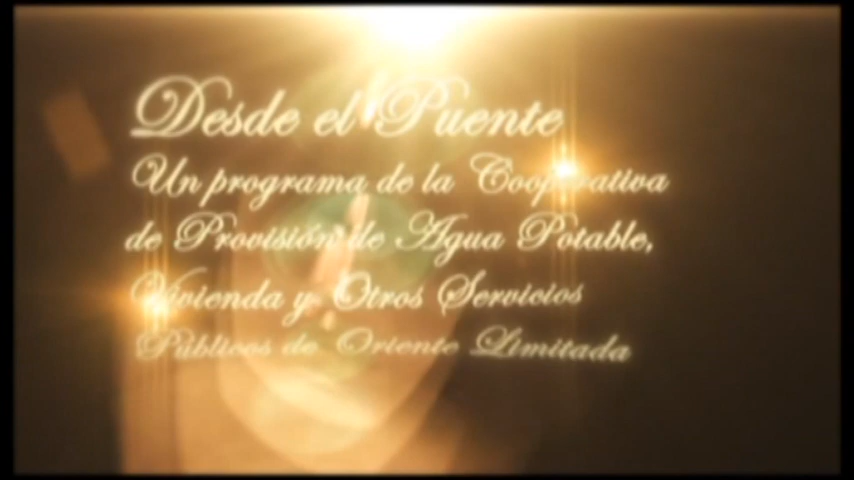 Desde el Puente
Un programa de la Cooperativa
de Provisión de Agua Potable,
Vivienda y Otros Servicios
Públicos de Oriente Limitada